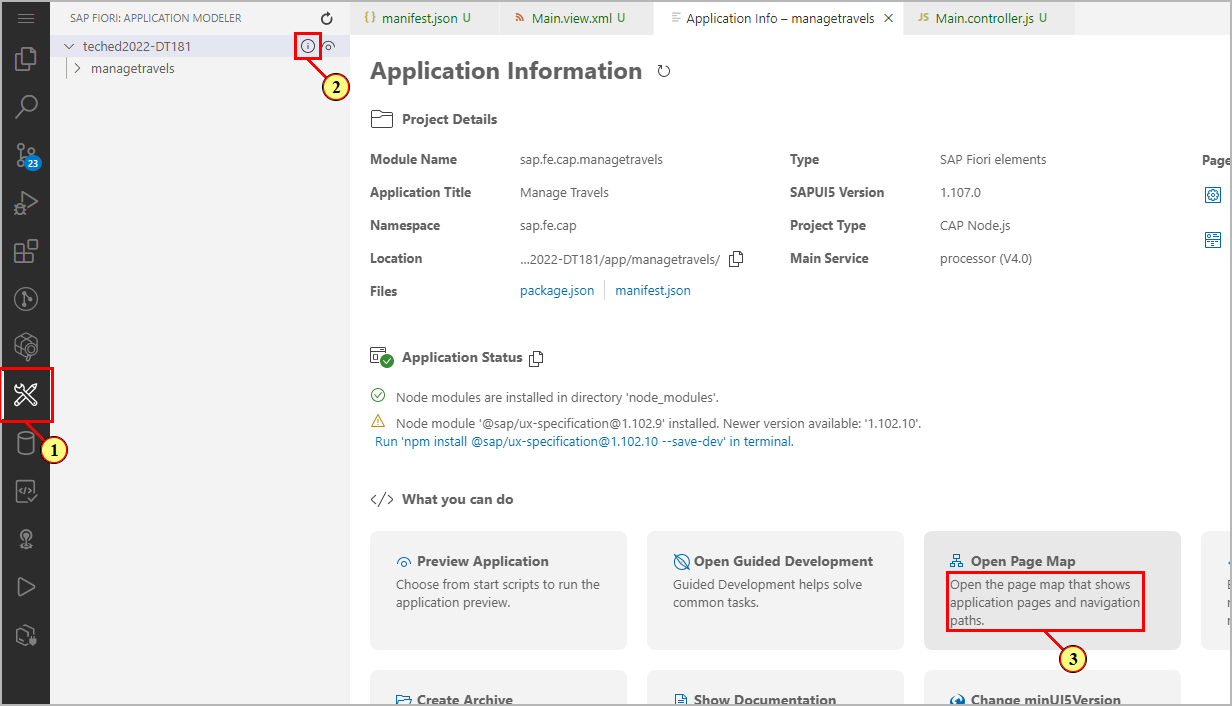 SAP FIORI: APPLICATION MODELER
manifest.json U
Main.view.xml U
Application Info – managetravels
JS Main.controller.js U
teched2022-DT181
managetravels
2
Application Information
Project Details
Module Name sap.fe.cap.managetravels Type SAP Fiori elements
Application Title Manage Travels SAPUI5 Version 1.107.0
Namespace sap.fe.cap Project Type CAP Node.js
Location ...2022-DT181/app/managetravels/ Main Service processor (V4.0)
Files package.json manifest.json
Page
23
1
Application Status
Node modules are installed in directory 'node_modules'.
Node module '@sap/ux-specification@1.102.9' installed. Newer version available: '1.102.10'.
Run 'npm install @sap/ux-specification@1.102.10 --save-dev' in terminal.
</> What you can do
Preview Application
Choose from start scripts to run the
application preview.
Open Guided Development
Guided Development helps solve
common tasks.
Open Page Map
Open the page map that shows
application pages and navigation
paths.
3
Create Archive
Show Documentation
Change minUI5Version